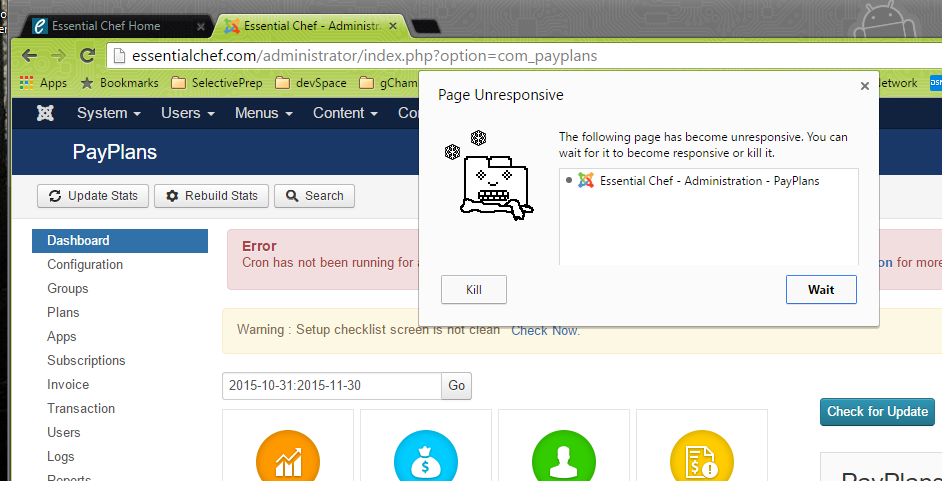 Essential Chef Home
Essential Chef - Administra
essentialchef.com/administrator/index.php?option=com_payplans
Apps Bookmarks SelectivePrep devSpace gCham etwork
System Users Menus Content Co
PayPlans
Update Stats Rebuild Stats Search
Page Unresponsive
The following page has become unresponsive. You can
wait for it to become responsive or kill it.
Essential Chef - Administration - PayPlans
Kill Wait
Dashboard
Configuration
Groups
Plans
Apps
Subscriptions
Invoice
Transaction
Users
Logs
Reports
Error
Cron has not been running for a on for more
Warning : Setup checklist screen is not clean Check Now.
2015-10-31:2015-11-30 Go
Check for Update
PayPlans